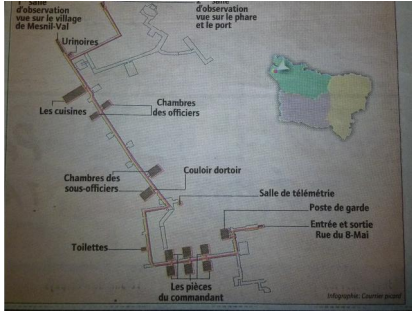 salle
d'observation
vue sur le village
de Mesnil-Val
salle
d'observation
vue sur le phare
et le port
Urinoires
Les cuisines
Chambres
des officiers
Chambres des
sous-officiers
Couloir dortoir
Salle de télémétrie
Poste de garde
Entrée et sortie
Rue du 8-Mai
Toilettes
Les pièces
du commandant
Infographie: Courrier picard